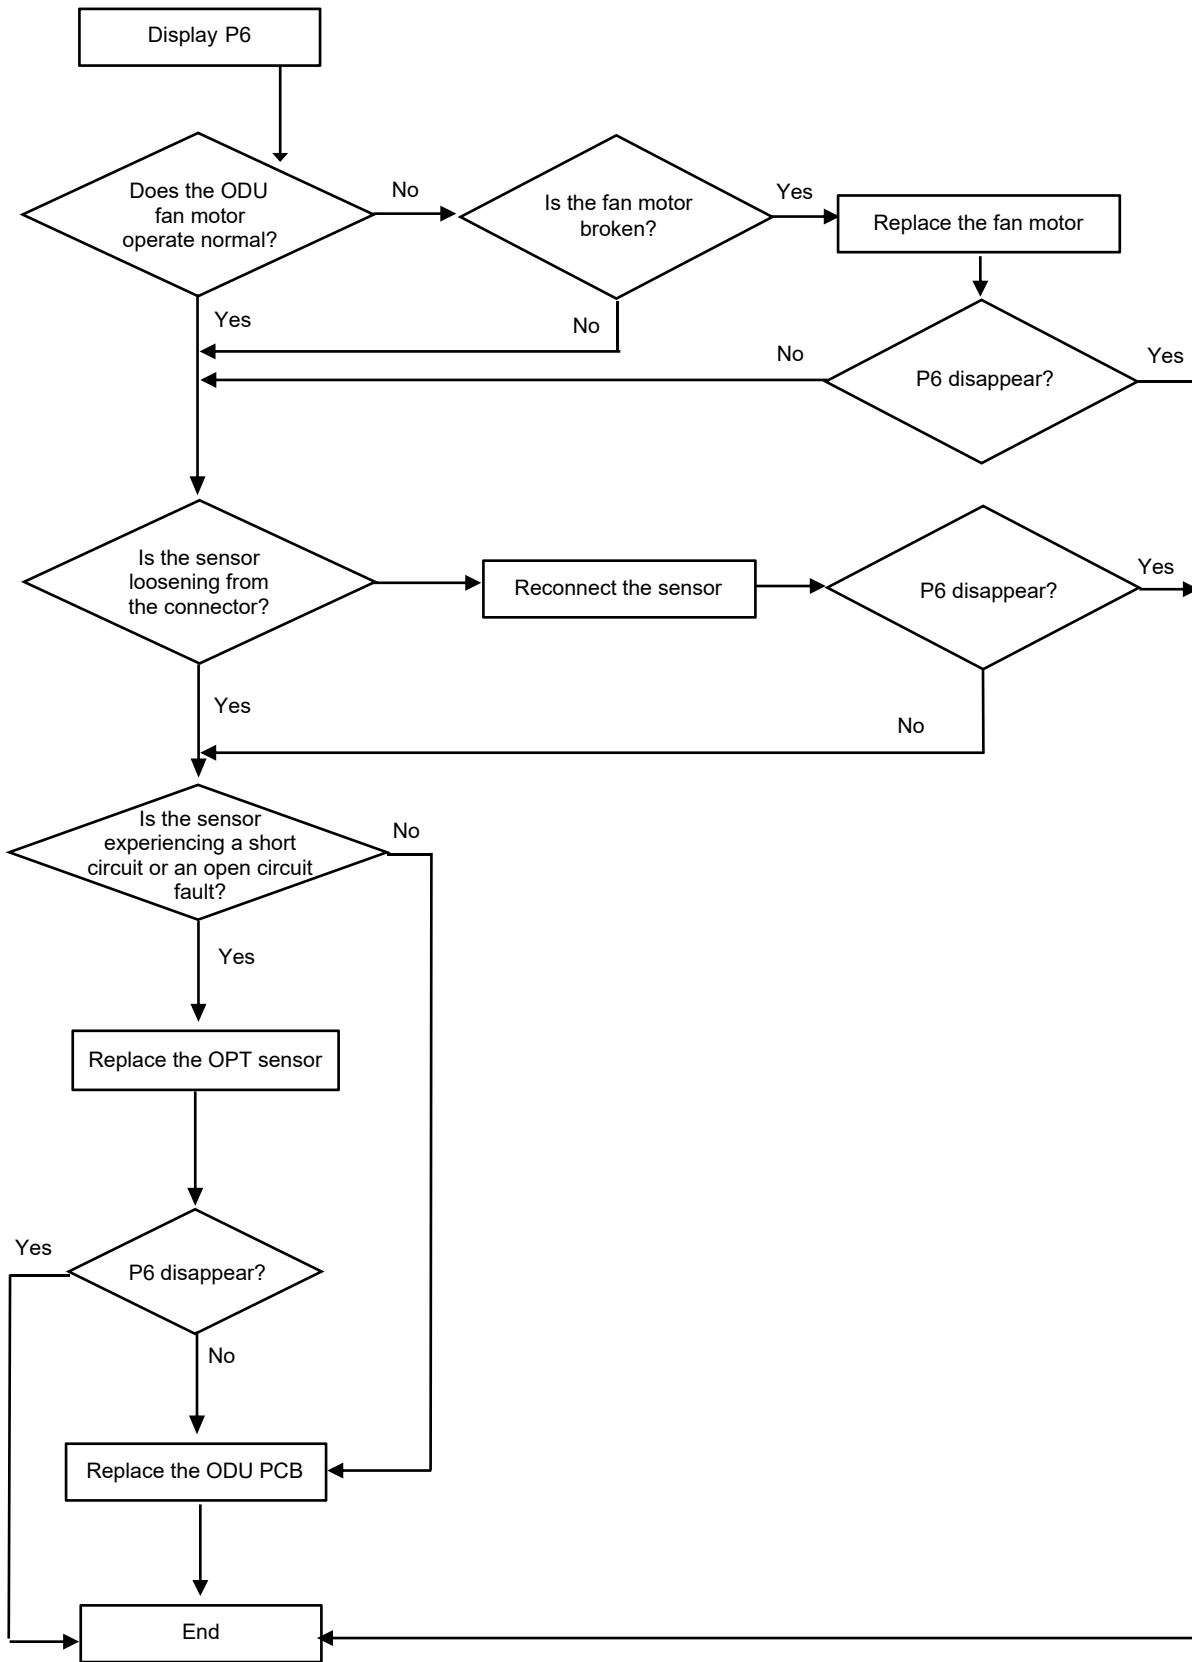 Display P6
Does the ODU
fan motor
operate normal?
No
Is the fan motor
broken?
Yes
Replace the fan motor
Yes
No
No
Yes
P6 disappear?
Is the sensor
loosening from
the connector?
Reconnect the sensor
P6 disappear?
Yes
Yes
No
Is the sensor
experiencing a short
circuit or an open circuit
fault?
No
Yes
Replace the OPT sensor
Yes
P6 disappear?
No
Replace the ODU PCB
End